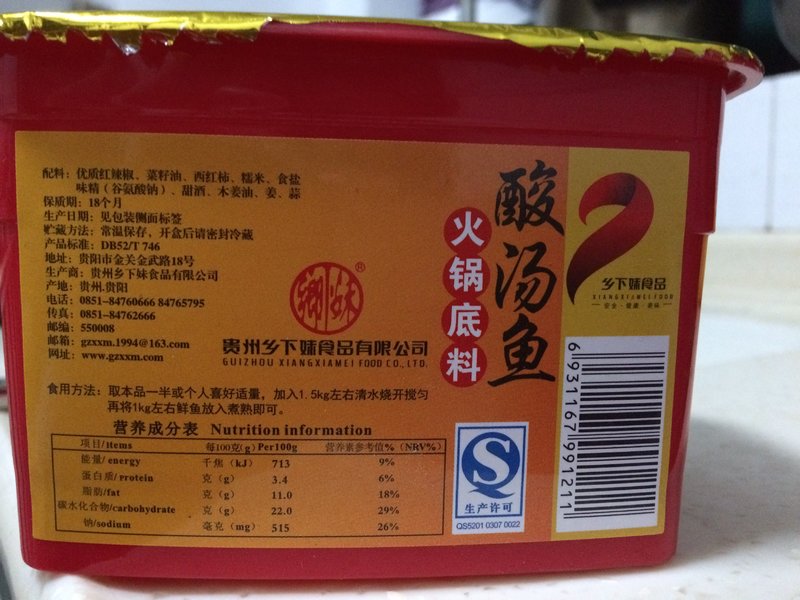 配料：优质红辣椒、菜籽油、西红柿、糯米、食盐
味精（谷氨酸钠）、甜酒、木姜油、姜、蒜
保质期：18个月
生产日期：见包装侧面标签
贮藏方法：常温保存，开盒后请密封冷藏
产品标准：DB52/T 746
地址：贵阳市金关金武路18号
生产商：贵州乡下妹食品有限公司
产地：贵州.贵阳
电话：0851-84760666 84765795
传真：0851-84762666
邮编：550008
邮箱：gzxxm.1994@163.com
网址：www.gzxxm.com
®
贵州乡下妹食品有限公司
GUIZHOU XIANGXIAMEI FOOD CO., LTD.
食用方法：取本品一半或个人喜好适量，加入1.5kg左右清水烧开搅匀
再将1kg左右鲜鱼放入煮熟即可。
营养成分表 Nutrition information
项目/Items 每100克(g) Per100g 营养素参考值%（NRV%）
能量/energy 千焦（kJ） 713 9%
蛋白质/protein 克（g） 3.4 6%
脂肪/fat 克（g） 11.0 18%
碳水化合物/carbohydrate 克（g） 22.0 29%
钠/sodium 毫克（mg） 515 26%
酸汤鱼
火锅底料
乡下妹食品
XIANGXIAMEI FOOD
安全·健康·美味
6931167991211
生产许可
QS5201 0307 0022